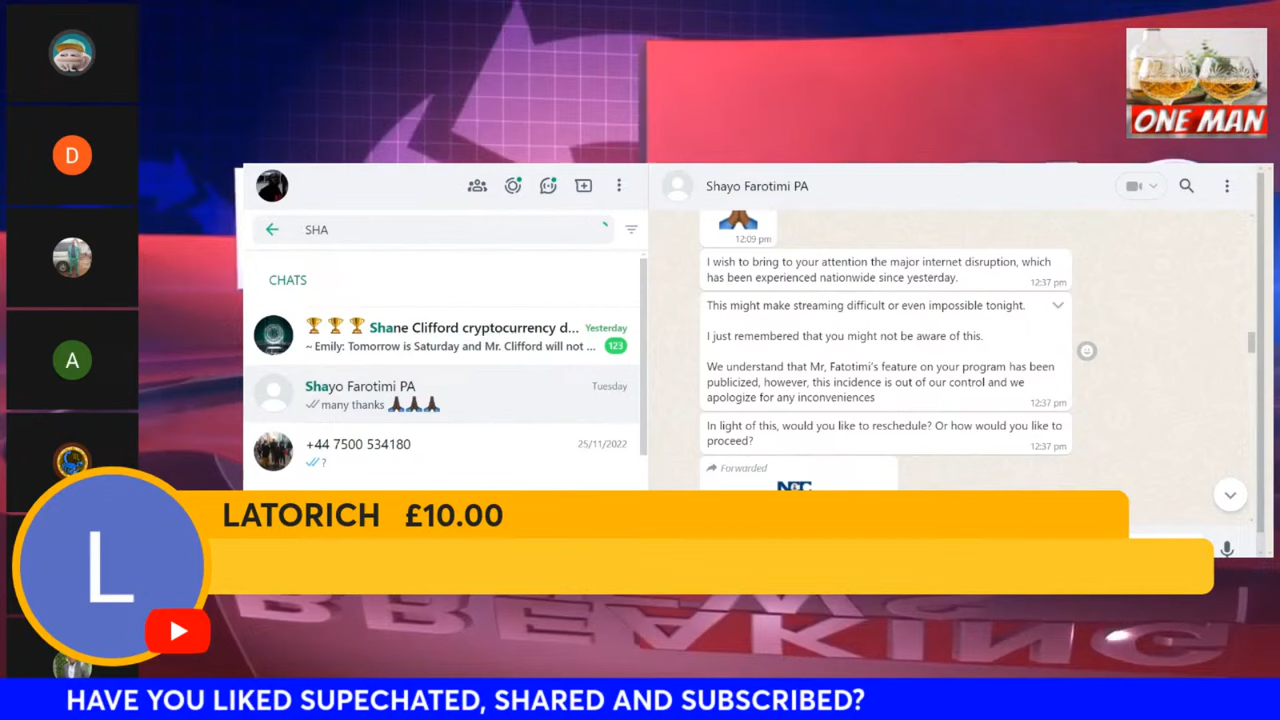 ONE MAN
D
A
SHA
CHATS
🏆 🏆 🏆 Shane Clifford cryptocurrency d...
Yesterday
~ Emily: Tomorrow is Saturday and Mr. Clifford will not ...
123
Shayo Farotimi PA
Tuesday
many thanks 🙏🏿🙏🏿🙏🏿
+44 7500 534180
25/11/2022
?
Shayo Farotimi PA
12:09 pm
I wish to bring to your attention the major internet disruption, which
has been experienced nationwide since yesterday.
12:37 pm
This might make streaming difficult or even impossible tonight.
I just remembered that you might not be aware of this.
We understand that Mr, Fatotimi's feature on your program has been
publicized, however, this incidence is out of our control and we
apologize for any inconveniences
12:37 pm
In light of this, would you like to reschedule? Or how would you like to
proceed?
12:37 pm
Forwarded
L
LATORICH £10.00
BREAKING
HAVE YOU LIKED SUPECHATED, SHARED AND SUBSCRIBED?